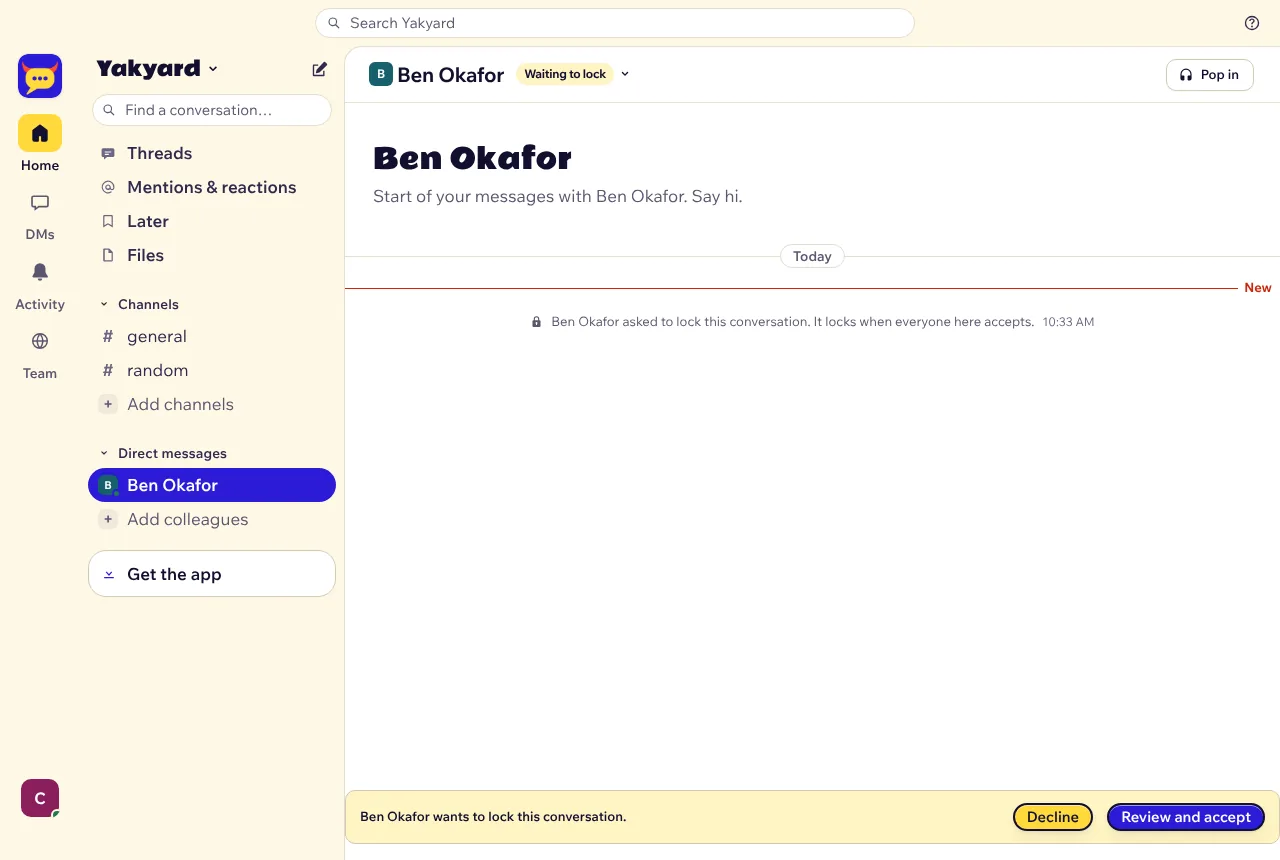 Search Yakyard
Yakyard
Find a conversation…
Home
Threads
Mentions & reactions
DMs
Later
Files
Activity
Channels
# general
Team
# random
+ Add channels
Direct messages
B Ben Okafor
+ Add colleagues
Get the app
C
B Ben Okafor Waiting to lock
Pop in
Ben Okafor
Start of your messages with Ben Okafor. Say hi.
Today
New
Ben Okafor asked to lock this conversation. It locks when everyone here accepts. 10:33 AM
Ben Okafor wants to lock this conversation.
Decline
Review and accept